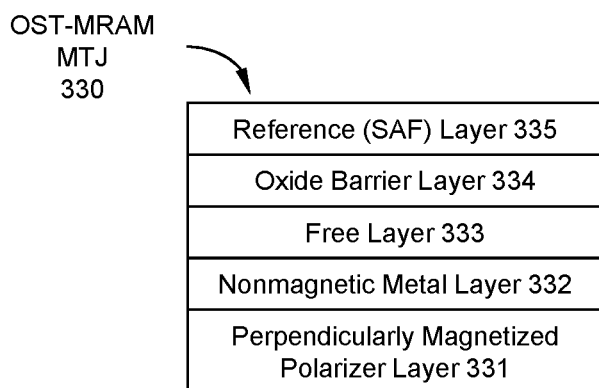 OST-MRAM
MTJ
330
Reference (SAF) Layer 335
Oxide Barrier Layer 334
Free Layer 333
Nonmagnetic Metal Layer 332
Perpendicularly Magnetized
Polarizer Layer 331